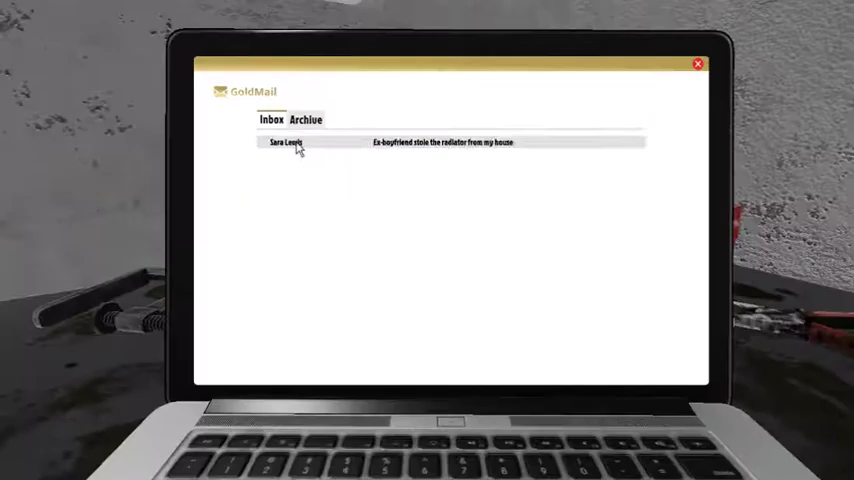 GoldMail
Inbox Archive
Sara Lewis Ex-boyfriend stole the radiator from my house